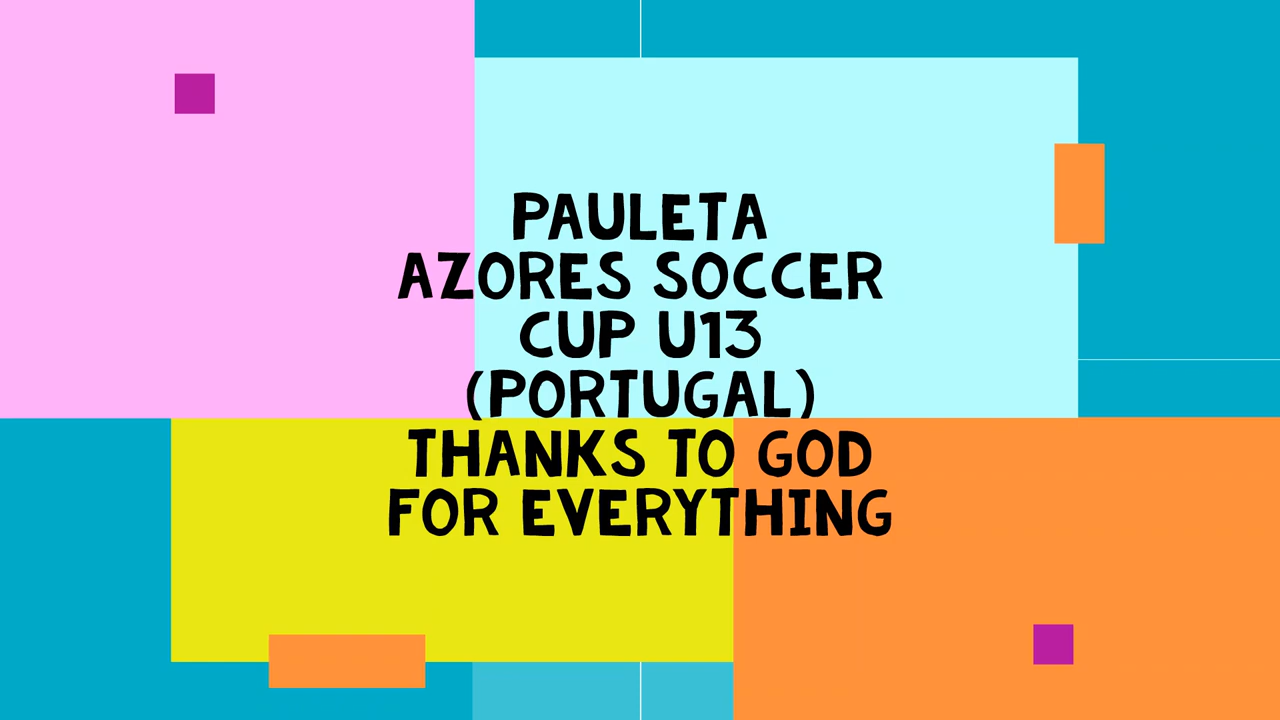 PAULETA
AZORES SOCCER
CUP U13
(PORTUGAL)
THANKS TO GOD
FOR EVERYTHING